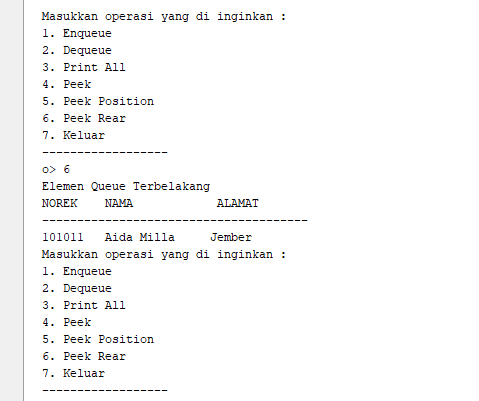 Masukkan operasi yang di inginkan :
1. Enqueue
2. Dequeue
3. Print All
4. Peek
5. Peek Position
6. Peek Rear
7. Keluar
------------------
o> 6
Elemen Queue Terbelakang
NOREK    NAMA            ALAMAT
--------------------------------------
101011   Aida Milla     Jember
Masukkan operasi yang di inginkan :
1. Enqueue
2. Dequeue
3. Print All
4. Peek
5. Peek Position
6. Peek Rear
7. Keluar
------------------